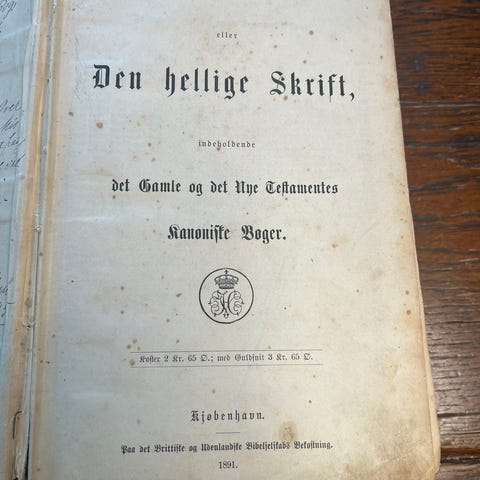 eller
Den hellige Skrift,
indeholdende
det Gamle og det Nye Testamentes
Kanoniske Bøger.
Koster 2 Kr. 65 Ø.; med Guldsnit 3 Kr. 65 Ø.
Kjøbenhavn.
Paa det Brittiske og Udenlandske Bibelselskabs Bekostning.
1891.